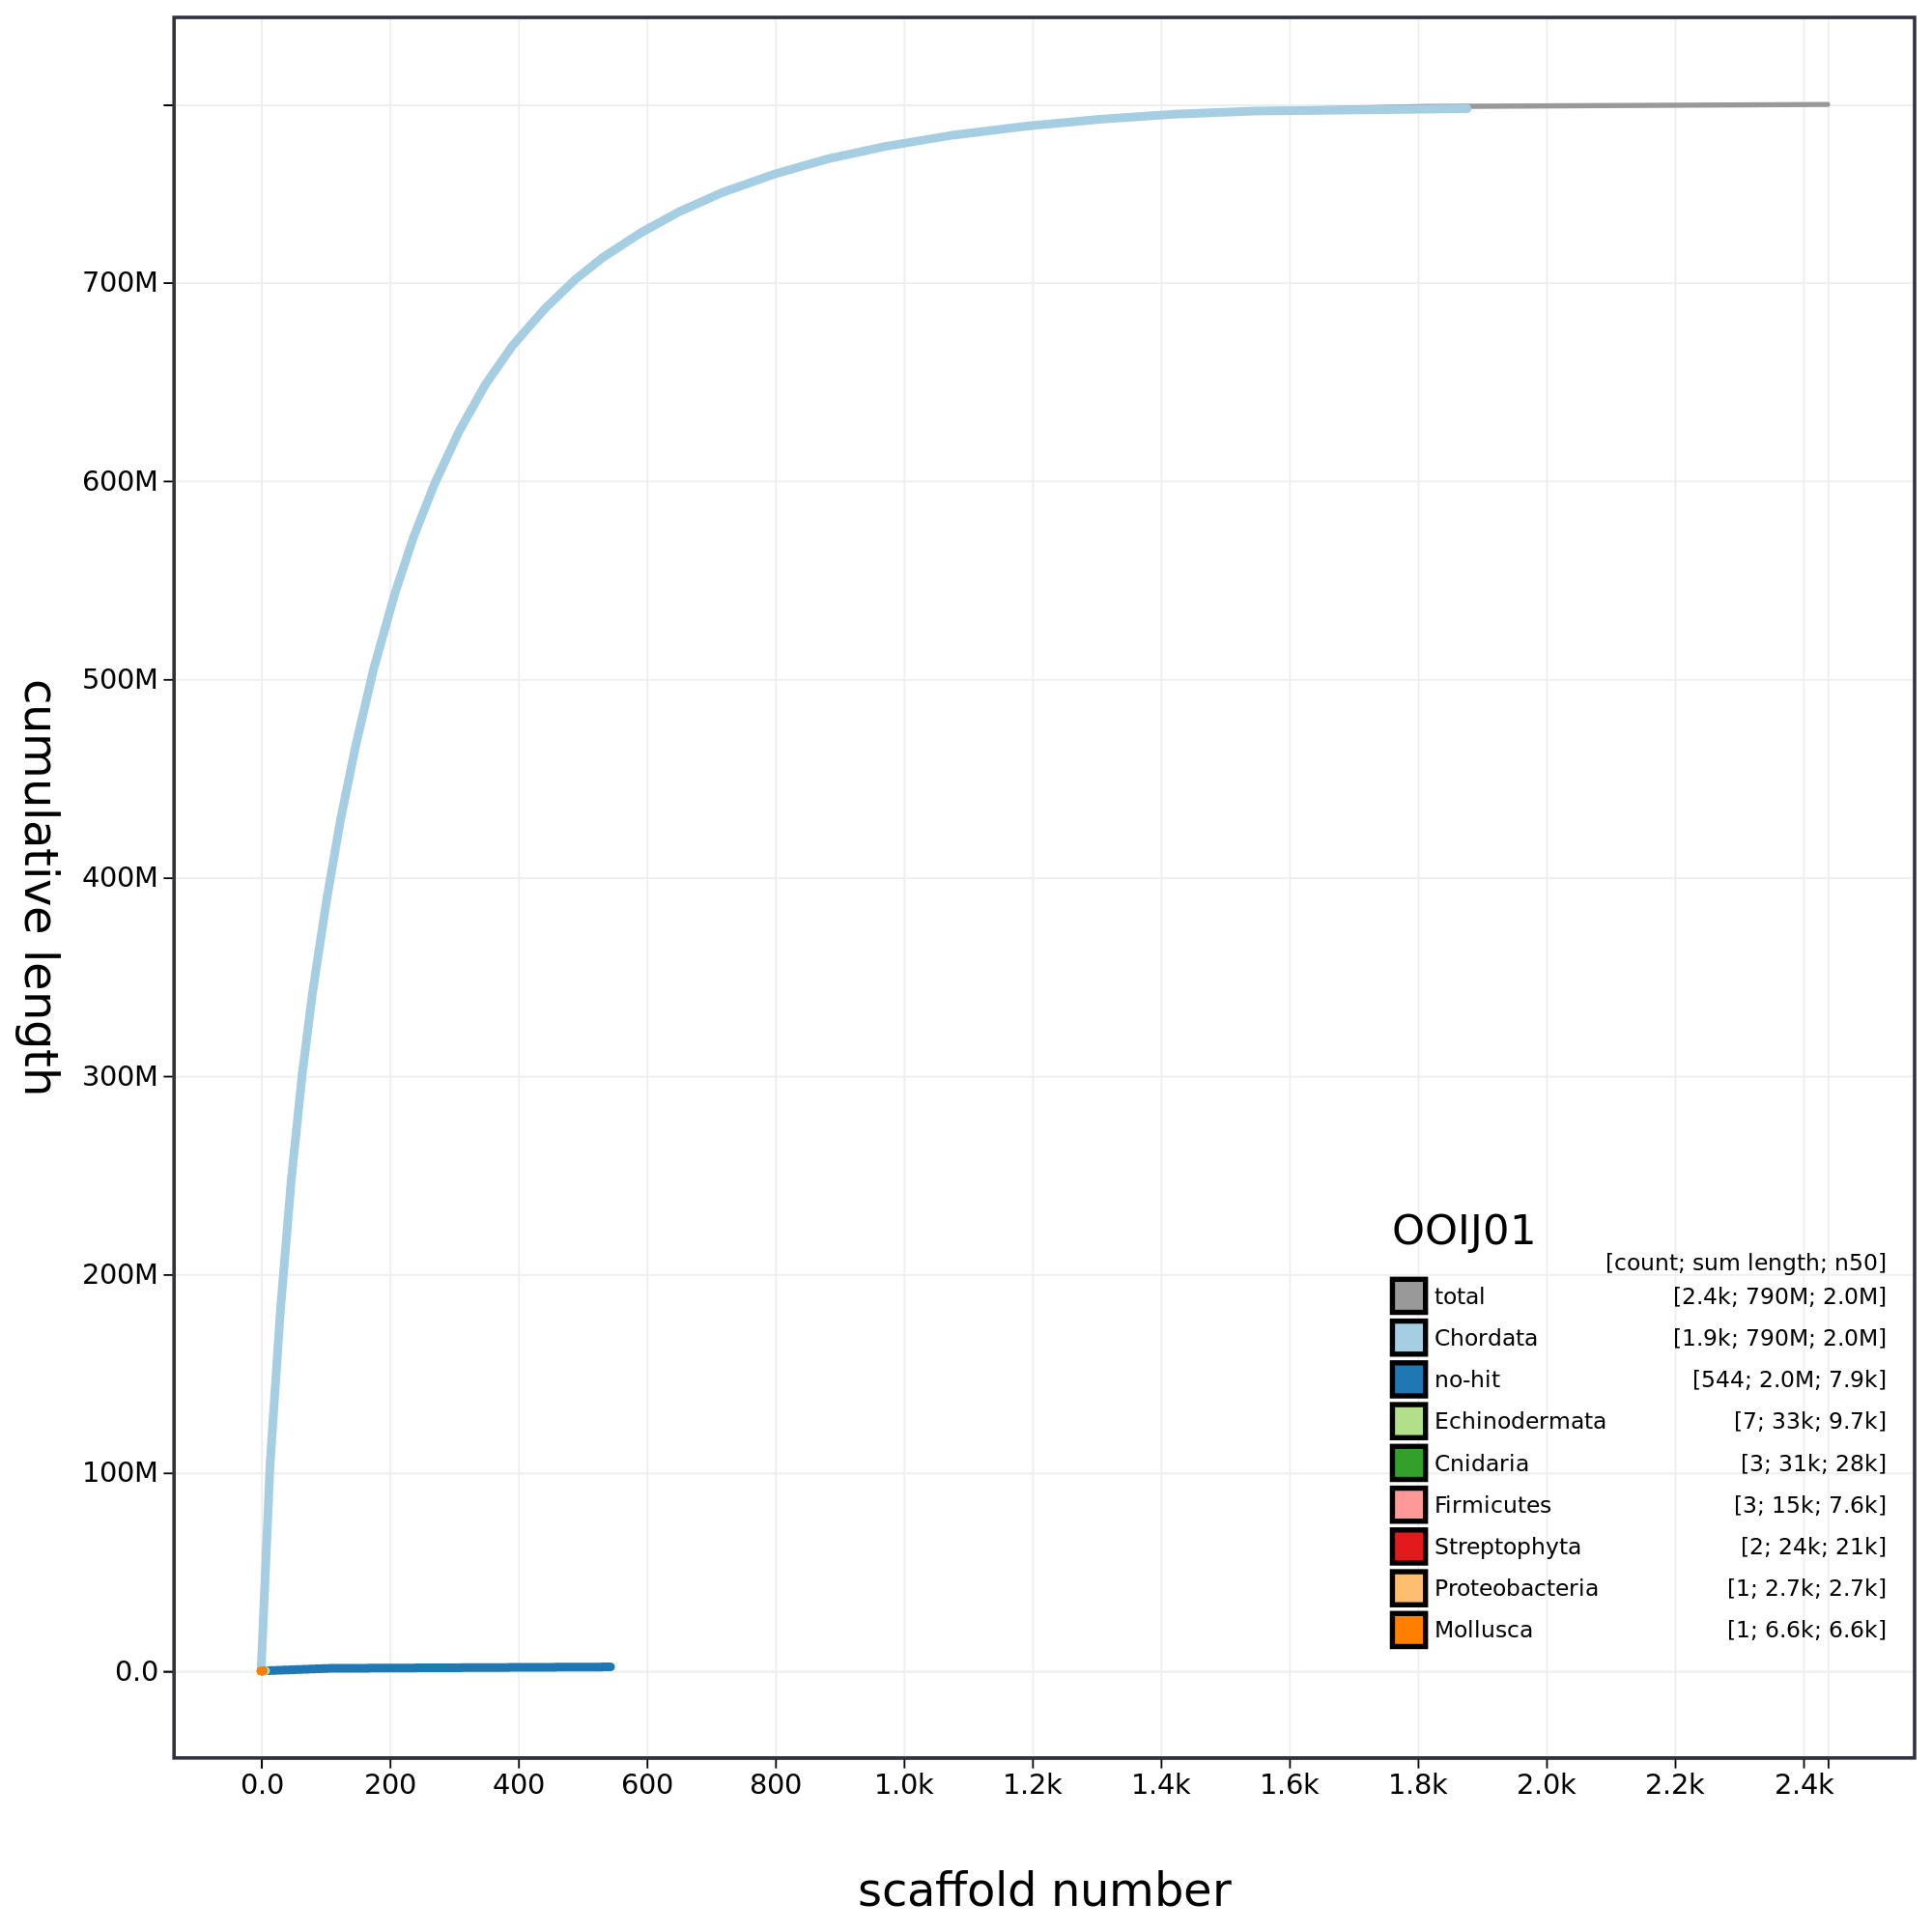 cumulative length
700M
600M
500M
400M
300M
200M
100M
0.0
OOIJ01
[count; sum length; n50]
total [2.4k; 790M; 2.0M]
Chordata [1.9k; 790M; 2.0M]
no-hit [544; 2.0M; 7.9k]
Echinodermata [7; 33k; 9.7k]
Cnidaria [3; 31k; 28k]
Firmicutes [3; 15k; 7.6k]
Streptophyta [2; 24k; 21k]
Proteobacteria [1; 2.7k; 2.7k]
Mollusca [1; 6.6k; 6.6k]
0.0 200 400 600 800 1.0k 1.2k 1.4k 1.6k 1.8k 2.0k 2.2k 2.4k
scaffold number